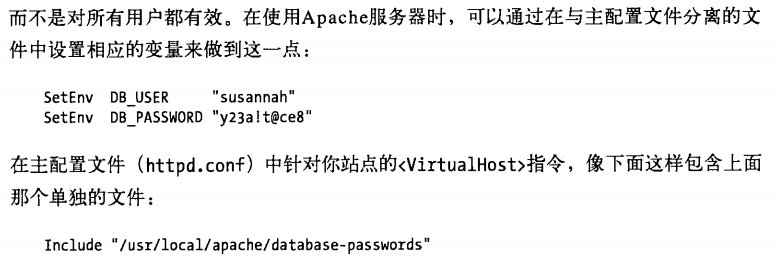 而不是对所有用户都有效。在使用Apache服务器时，可以通过在与主配置文件分离的文
件中设置相应的变量来做到这一点：
SetEnv DB_USER "susannah"
SetEnv DB_PASSWORD "y23a!t@ce8"
在主配置文件（httpd.conf）中针对你站点的<VirtualHost>指令，像下面这样包含上面
那个单独的文件：
Include "/usr/local/apache/database-passwords"